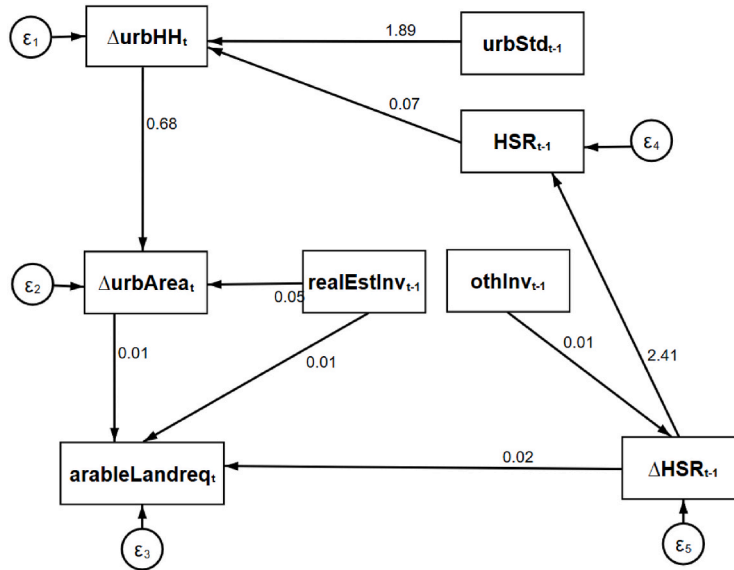 ε₁
ΔurbHHₜ
1.89
urbStdₜ₋₁
0.07
0.68
HSRₜ₋₁
ε₄
ε₂
ΔurbAreaₜ
0.05
realEstInvₜ₋₁
othInvₜ₋₁
0.01
0.01
0.01
2.41
arableLandreqₜ
0.02
ΔHSRₜ₋₁
ε₃
ε₅